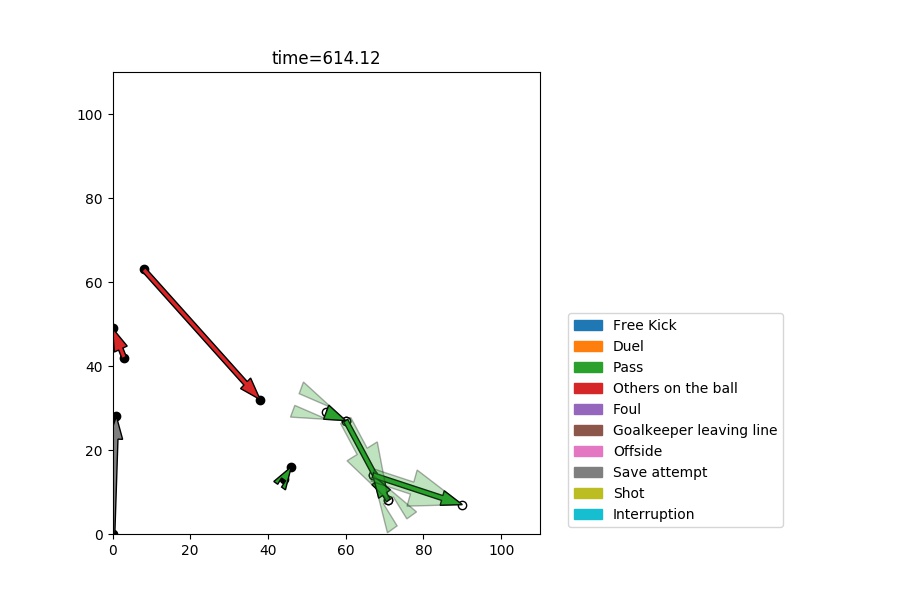 time=614.12
100
80
60
40
20
0
0 20 40 60 80 100
Free Kick
Duel
Pass
Others on the ball
Foul
Goalkeeper leaving line
Offside
Save attempt
Shot
Interruption